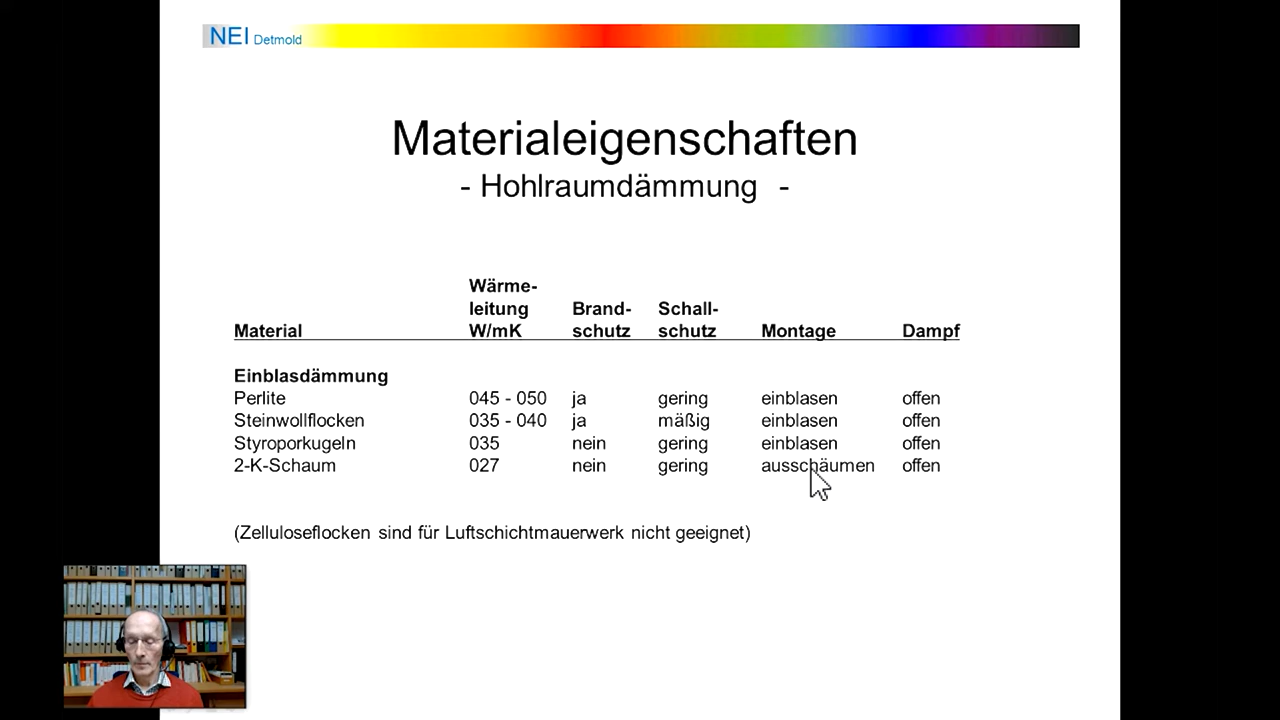 NEI Detmold
Materialeigenschaften
- Hohlraumdämmung -
Wärme-
leitung Brand- Schall-
Material W/mK schutz schutz Montage Dampf
Einblasdämmung
Perlite 045 - 050 ja gering einblasen offen
Steinwollflocken 035 - 040 ja mäßig einblasen offen
Styroporkugeln 035 nein gering einblasen offen
2-K-Schaum 027 nein gering ausschäumen offen
(Zelluloseflocken sind für Luftschichtmauerwerk nicht geeignet)